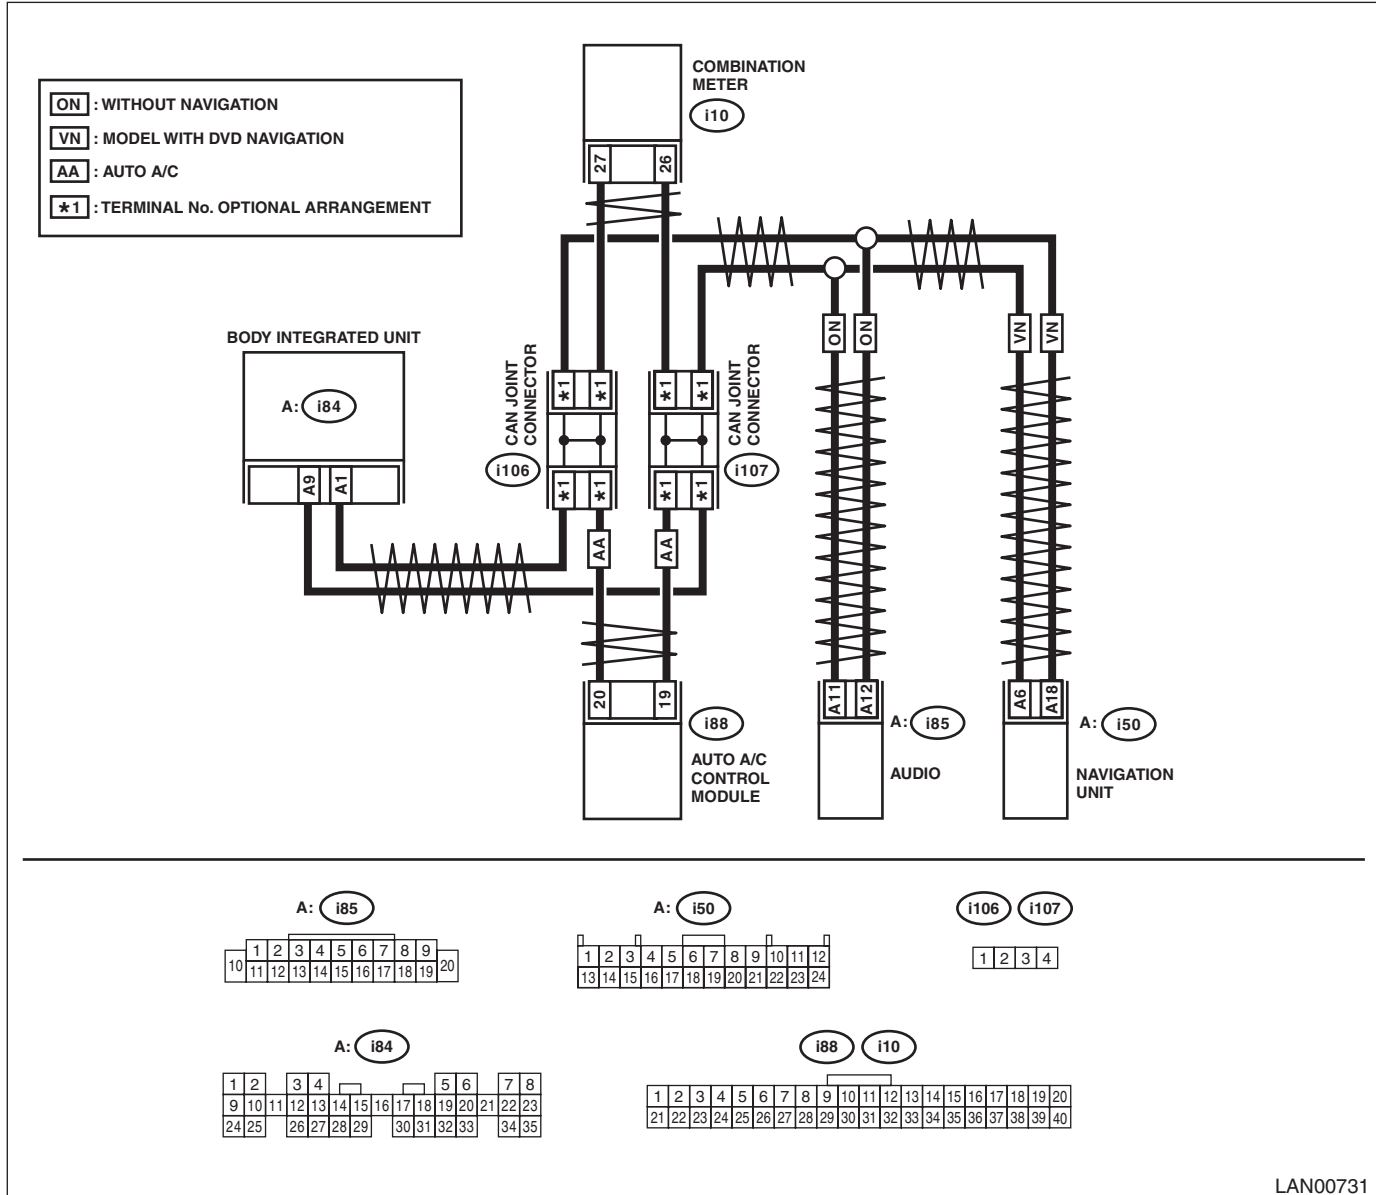 COMBINATION
METER
i10
ON : WITHOUT NAVIGATION
VN : MODEL WITH DVD NAVIGATION
AA : AUTO A/C
*1 : TERMINAL No. OPTIONAL ARRANGEMENT
27 26
BODY INTEGRATED UNIT
A: i84
A9 A1
ON ON VN VN
CAN JOINT
CONNECTOR
i106
*1 *1
*1 *1
CAN JOINT
CONNECTOR
i107
*1 *1
*1 *1
AA AA
20 19
i88
AUTO A/C
CONTROL
MODULE
A11 A12
A: i85
AUDIO
A6 A18
A: i50
NAVIGATION
UNIT
A: i85
1 2 3 4 5 6 7 8 9
10 11 12 13 14 15 16 17 18 19 20
A: i50
1 2 3 4 5 6 7 8 9 10 11 12
13 14 15 16 17 18 19 20 21 22 23 24
i106 i107
1 2 3 4
A: i84
1 2 3 4 5 6 7 8
9 10 11 12 13 14 15 16 17 18 19 20 21 22 23
24 25 26 27 28 29 30 31 32 33 34 35
i88 i10
1 2 3 4 5 6 7 8 9 10 11 12 13 14 15 16 17 18 19 20
21 22 23 24 25 26 27 28 29 30 31 32 33 34 35 36 37 38 39 40
LAN00731